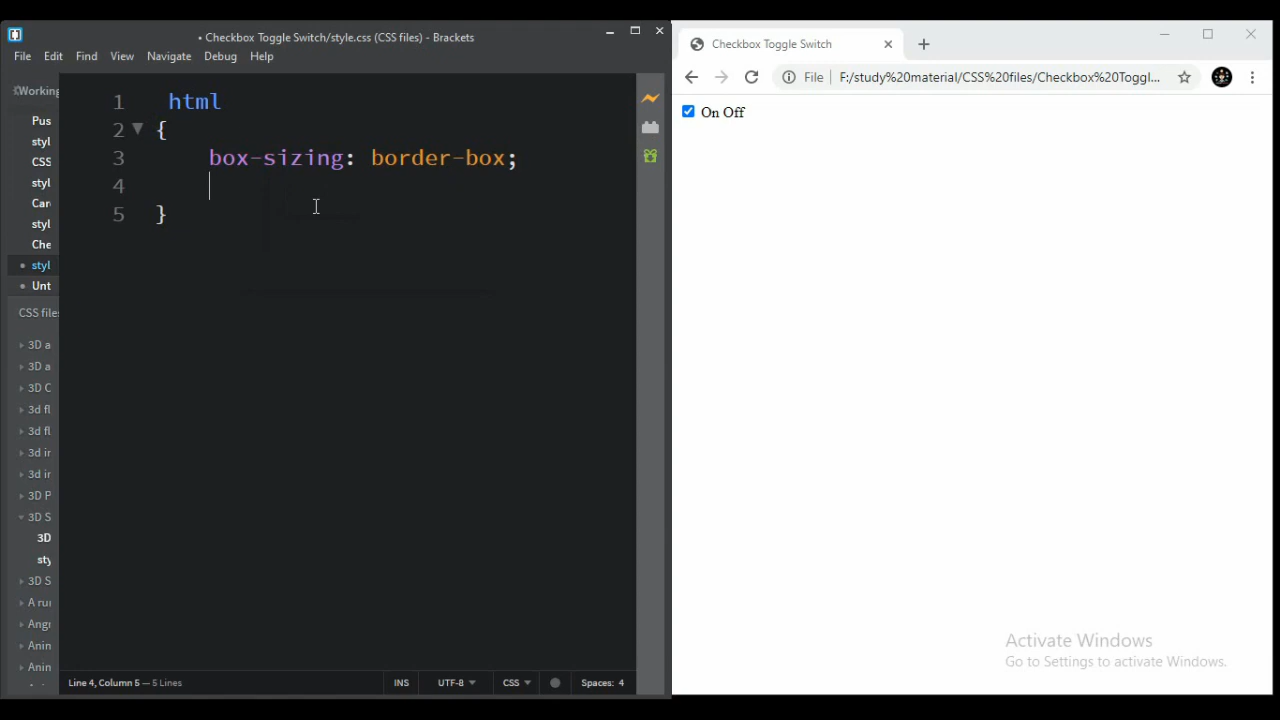 • Checkbox Toggle Switch/style.css (CSS files) - Brackets
File Edit Find View Navigate Debug Help
Working
Pus
styl
CSS
styl
Car
styl
Che
• styl
• Unt
CSS files
3D a
3D a
3D C
3d fl
3d fl
3d ir
3d ir
3D P
3D S
3D
sty
3D S
A ru
Angr
Anin
Anin
1 html
2 {
3 box-sizing: border-box;
4
5 }
Line 4, Column 5 — 5 Lines
INS UTF-8 CSS Spaces: 4
Checkbox Toggle Switch
File F:/study%20material/CSS%20files/Checkbox%20Toggl...
On Off
Activate Windows
Go to Settings to activate Windows.